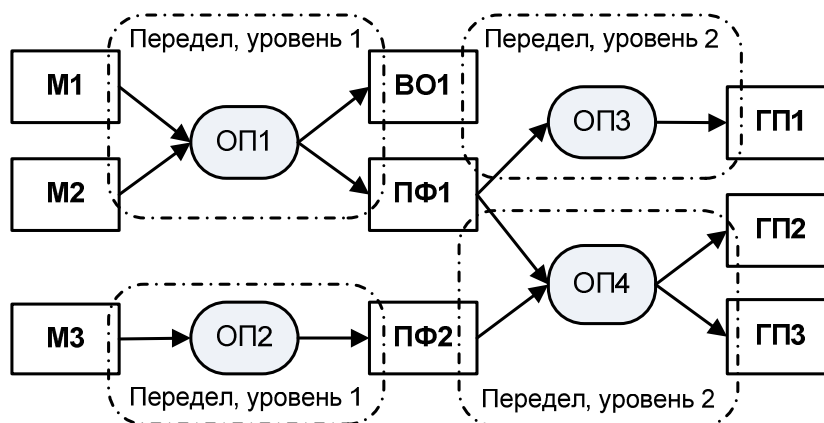 Передел, уровень 1
Передел, уровень 2
М1
ВО1
ОП1
ОП3
ГП1
М2
ПФ1
ГП2
ОП4
М3
ОП2
ПФ2
ГП3
Передел, уровень 1
Передел, уровень 2